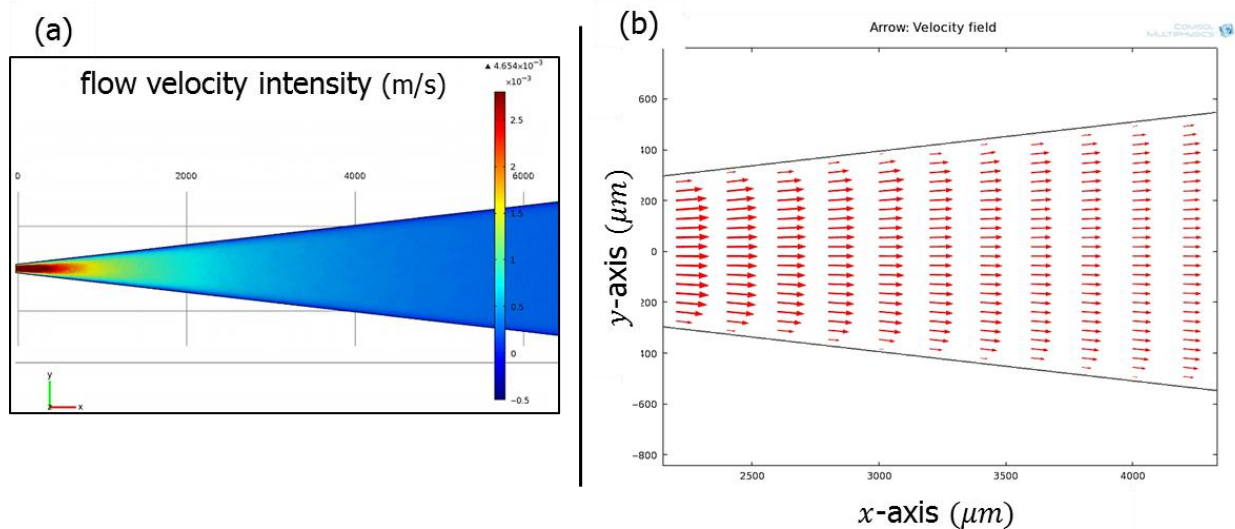 (a)
flow velocity intensity (m/s)
▲ 4.654×10⁻³
×10⁻³
2.5
2
1.5
1
0.5
0
−0.5
0
2000
4000
6000
y
z
x
(b)
Arrow: Velocity field
COMSOL
MULTIPHYSICS
y-axis (μm)
600
400
200
0
200
400
−600
−800
2500
3000
3500
4000
x-axis (μm)